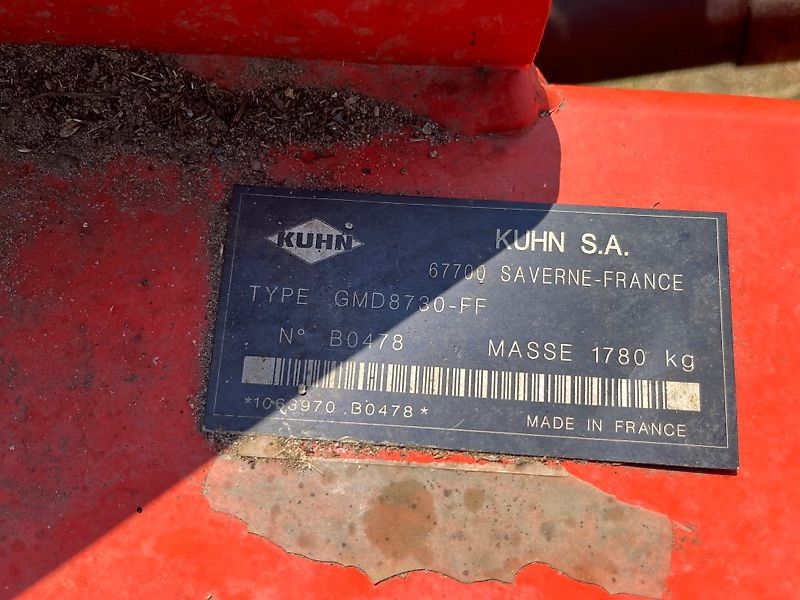 KUHN
KUHN S.A.
67700 SAVERNE-FRANCE
TYPE GMD8730-FF
N° B0478
MASSE 1780 kg
*1063970 .B0478*
MADE IN FRANCE